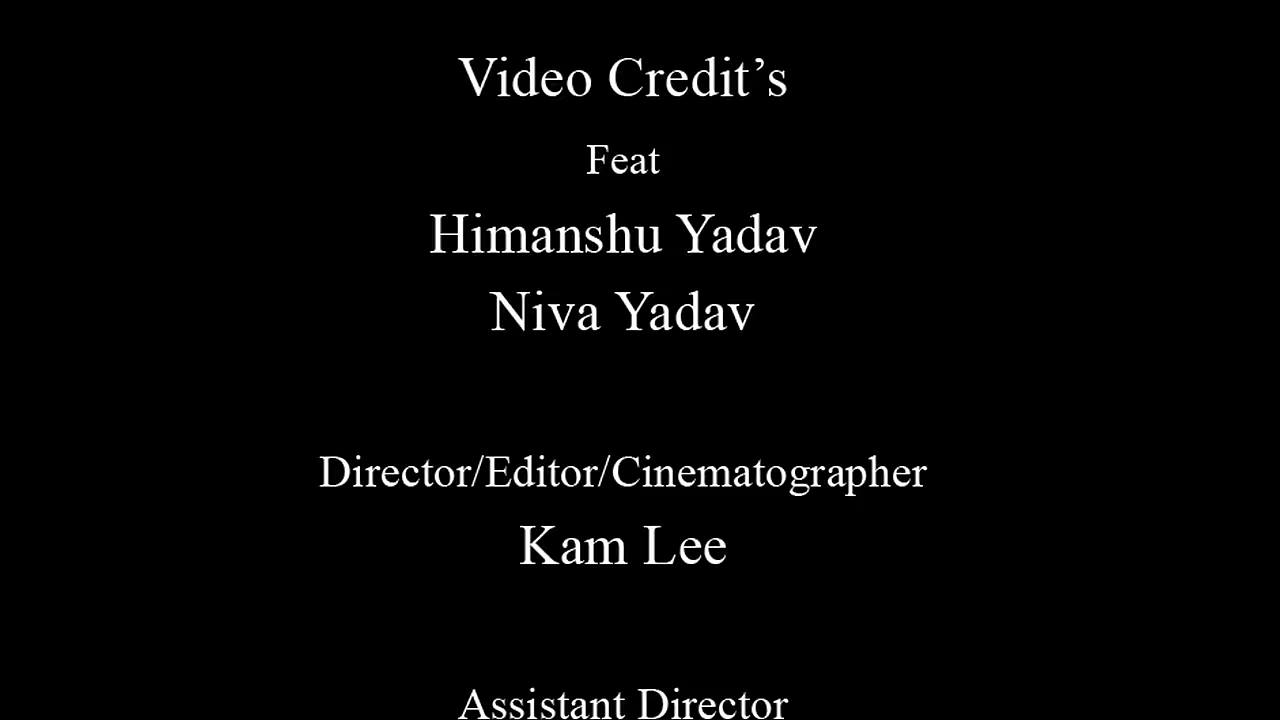 Video Credit’s
Feat
Himanshu Yadav
Niva Yadav
Director/Editor/Cinematographer
Kam Lee
Assistant Director